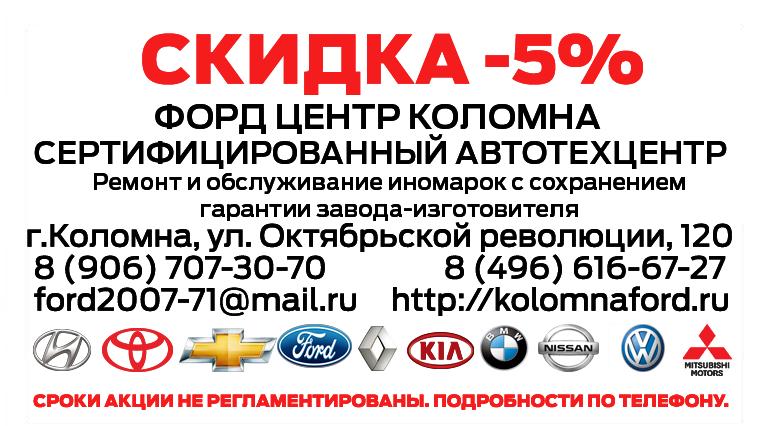 СКИДКА -5%
ФОРД ЦЕНТР КОЛОМНА
СЕРТИФИЦИРОВАННЫЙ АВТОТЕХЦЕНТР
Ремонт и обслуживание иномарок с сохранением
гарантии завода-изготовителя
г.Коломна, ул. Октябрьской революции, 120
8 (906) 707-30-70 8 (496) 616-67-27
ford2007-71@mail.ru http://kolomnaford.ru
Ford KIA BMW NISSAN MITSUBISHI MOTORS
СРОКИ АКЦИИ НЕ РЕГЛАМЕНТИРОВАНЫ. ПОДРОБНОСТИ ПО ТЕЛЕФОНУ.